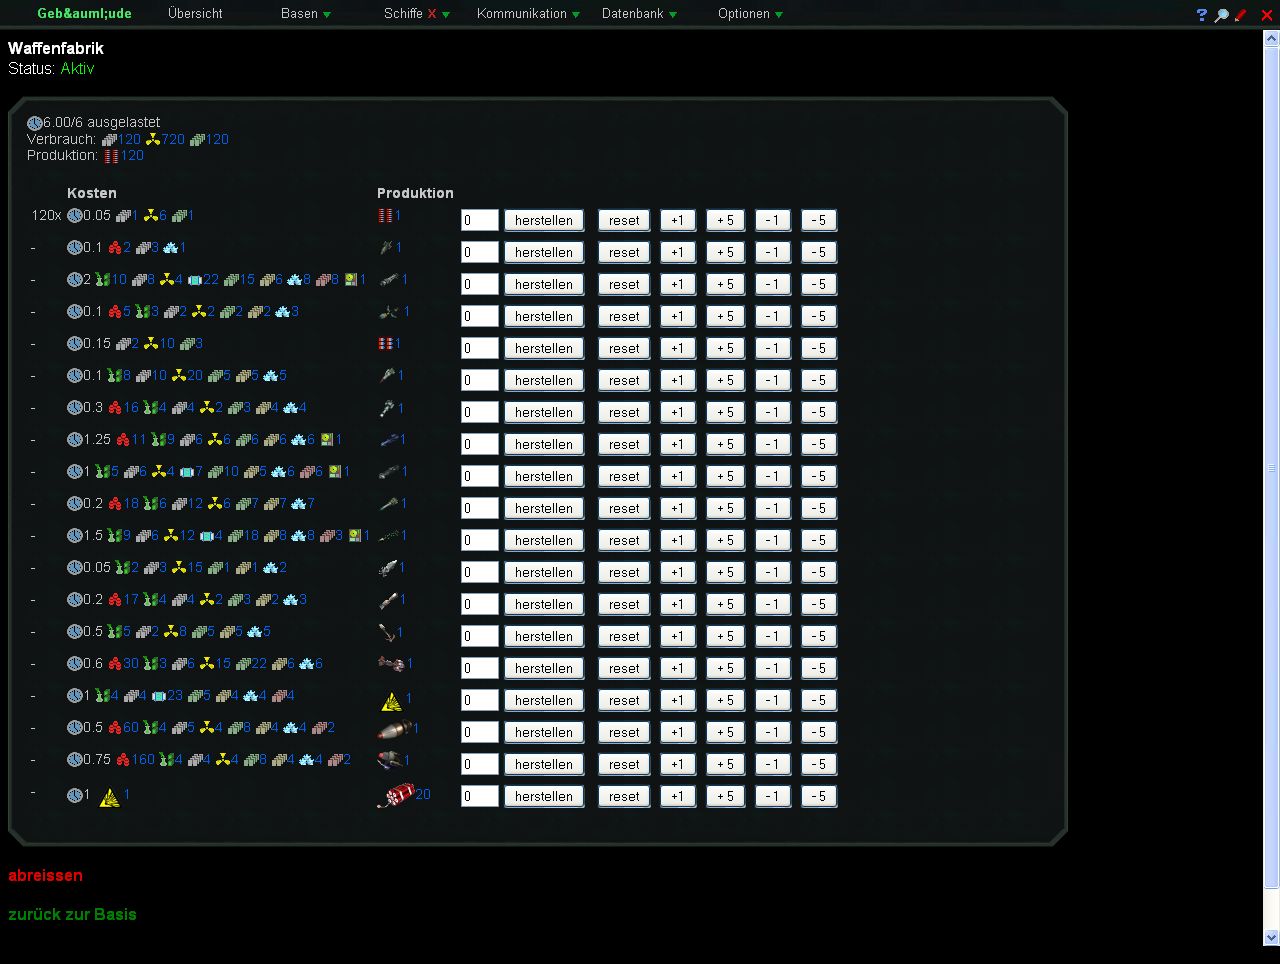 Geb&auml;ude Übersicht Basen Schiffe X Kommunikation Datenbank Optionen ?
Waffenfabrik
Status: Aktiv
6.00/6 ausgelastet
Verbrauch: 120 720 120
Produktion: 120
Kosten Produktion
120x 0.05 1 6 1 1 0 herstellen reset +1 +5 -1 -5
- 0.1 2 3 1 1 0 herstellen reset +1 +5 -1 -5
- 2 10 8 4 22 15 6 8 8 1 1 0 herstellen reset +1 +5 -1 -5
- 0.1 5 3 2 2 2 2 3 1 0 herstellen reset +1 +5 -1 -5
- 0.15 2 10 3 1 0 herstellen reset +1 +5 -1 -5
- 0.1 8 10 20 5 5 5 1 0 herstellen reset +1 +5 -1 -5
- 0.3 16 4 4 2 3 4 4 1 0 herstellen reset +1 +5 -1 -5
- 1.25 11 9 6 6 6 6 6 1 1 0 herstellen reset +1 +5 -1 -5
- 1 5 6 4 7 10 5 6 6 1 1 0 herstellen reset +1 +5 -1 -5
- 0.2 18 6 12 6 7 7 7 1 0 herstellen reset +1 +5 -1 -5
- 1.5 9 6 12 4 18 8 8 3 1 1 0 herstellen reset +1 +5 -1 -5
- 0.05 2 3 15 1 1 2 1 0 herstellen reset +1 +5 -1 -5
- 0.2 17 4 4 2 3 2 3 1 0 herstellen reset +1 +5 -1 -5
- 0.5 5 2 8 5 5 5 1 0 herstellen reset +1 +5 -1 -5
- 0.6 30 3 6 15 22 6 6 1 0 herstellen reset +1 +5 -1 -5
- 1 4 4 23 5 4 4 4 1 0 herstellen reset +1 +5 -1 -5
- 0.5 60 4 5 4 8 4 4 2 1 0 herstellen reset +1 +5 -1 -5
- 0.75 160 4 4 4 8 4 4 2 1 0 herstellen reset +1 +5 -1 -5
- 1 1 20 0 herstellen reset +1 +5 -1 -5
abreissen
zurück zur Basis